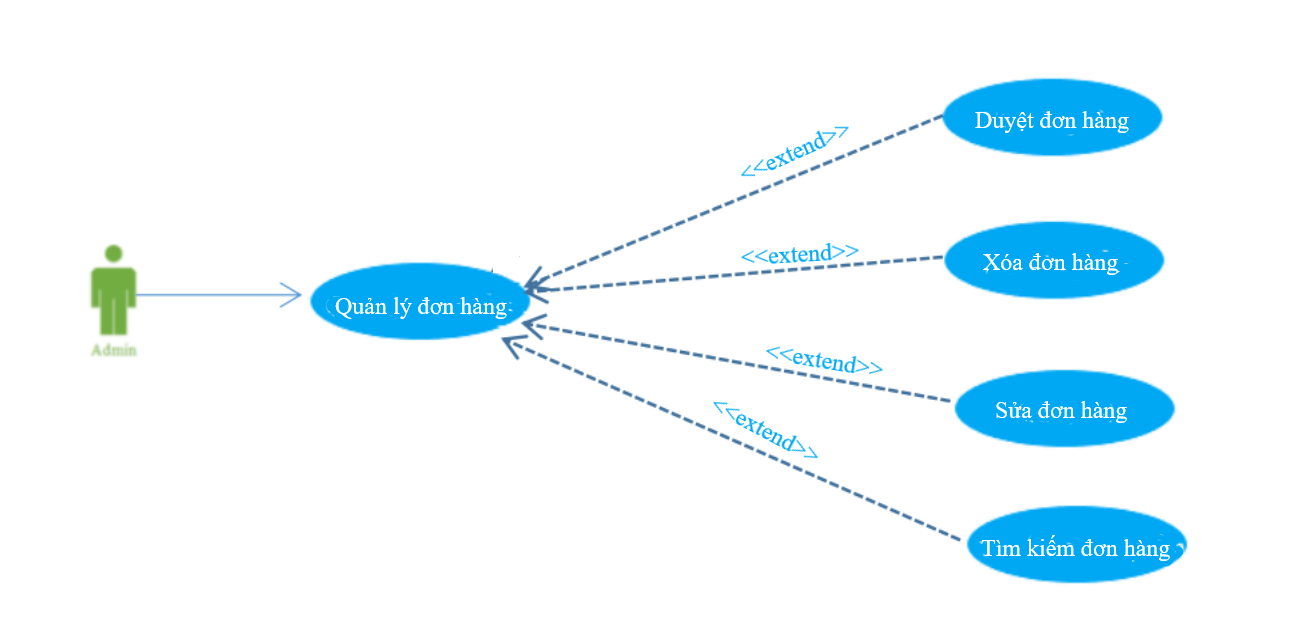 Duyệt đơn hàng
<<extend>>
Xóa đơn hàng
<<extend>>
Admin
Quản lý đơn hàng
<<extend>>
Sửa đơn hàng
<<extend>>
Tìm kiếm đơn hàng